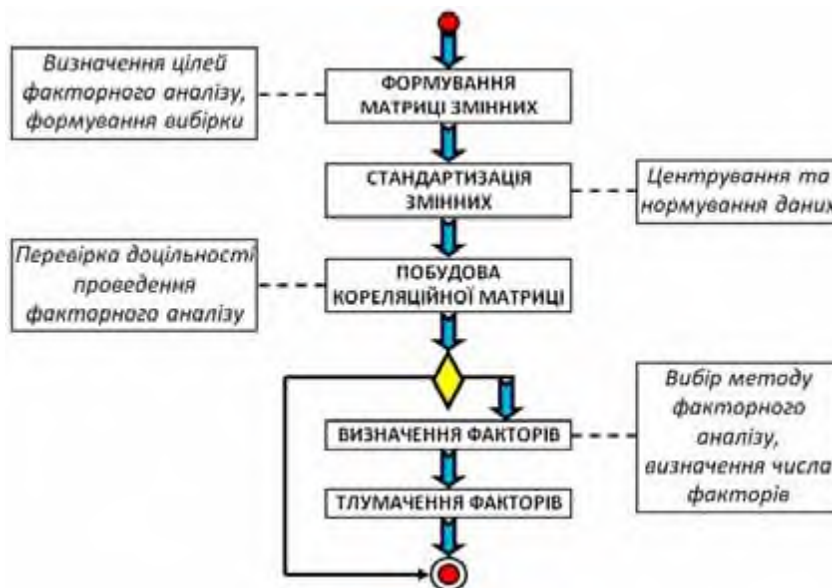 Визначення цілей
факторного аналізу,
формування вибірки
ФОРМУВАННЯ
МАТРИЦІ ЗМІННИХ
СТАНДАРТИЗАЦІЯ
ЗМІННИХ
Центрування та
нормування даних
Перевірка доцільності
проведення
факторного аналізу
ПОБУДОВА
КОРЕЛЯЦІЙНОЇ МАТРИЦІ
ВИЗНАЧЕННЯ ФАКТОРІВ
Вибір методу
факторного
аналізу,
визначення числа
факторів
ТЛУМАЧЕННЯ ФАКТОРІВ